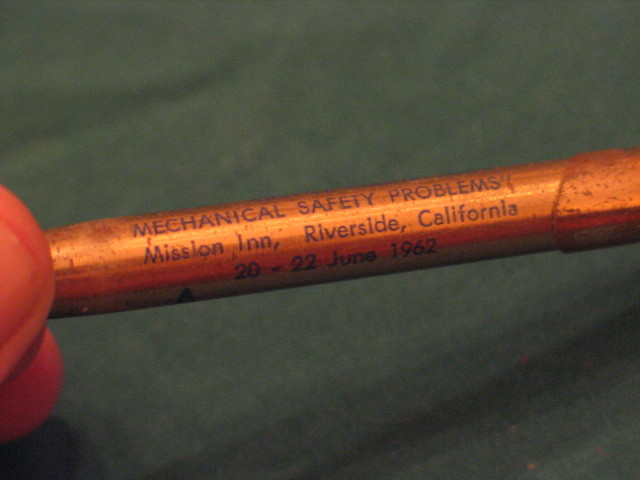 MECHANICAL SAFETY PROBLEMS"
Mission Inn, Riverside, California
20 - 22 June 1962